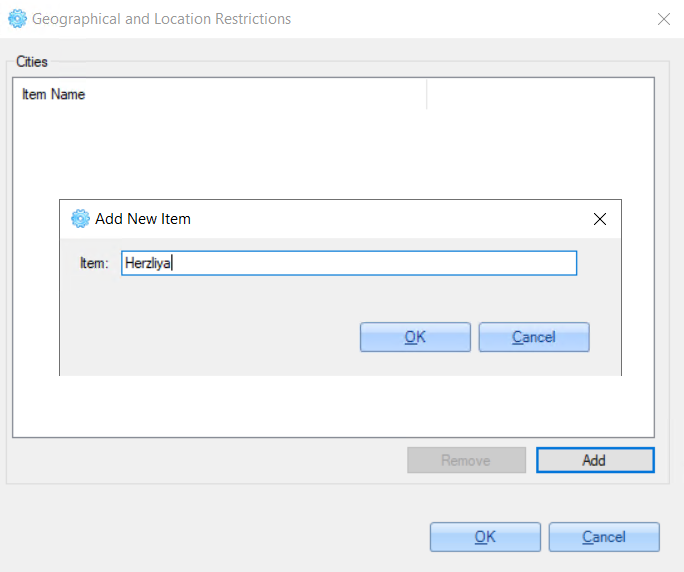 Geographical and Location Restrictions
Cities
Item Name
Add New Item
Item: Herzliya
OK Cancel
Remove Add
OK Cancel